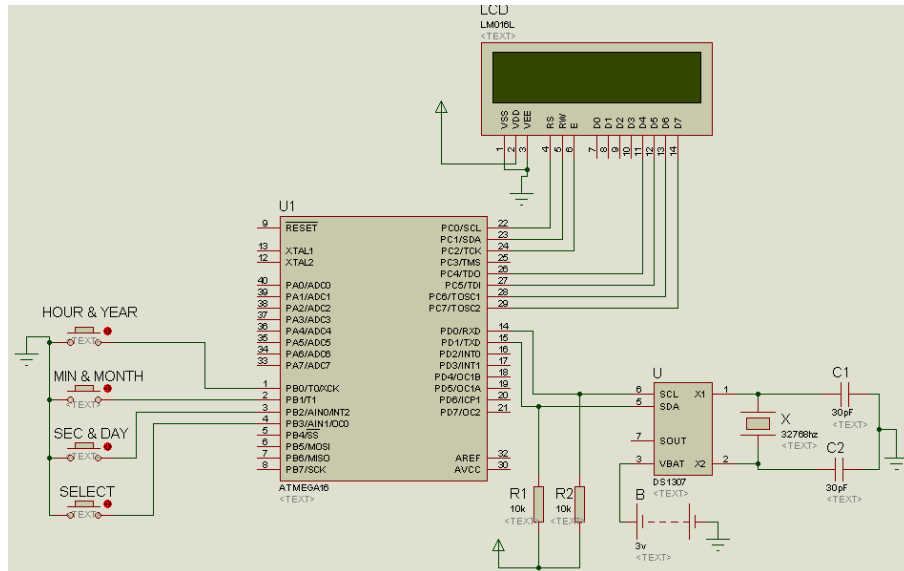 LCD
LM016L
<TEXT>
VSS VDD VEE RS RW E D0 D1 D2 D3 D4 D5 D6 D7
1 2 3 4 5 6 7 8 9 10 11 12 13 14
U1
9 RESET
13 XTAL1
12 XTAL2
40 PA0/ADC0
39 PA1/ADC1
38 PA2/ADC2
37 PA3/ADC3
36 PA4/ADC4
35 PA5/ADC5
34 PA6/ADC6
33 PA7/ADC7
1 PB0/T0/XCK
2 PB1/T1
3 PB2/AIN0/INT2
4 PB3/AIN1/OC0
5 PB4/SS
6 PB5/MOSI
7 PB6/MISO
8 PB7/SCK
PC0/SCL 22
PC1/SDA 23
PC2/TCK 24
PC3/TMS 25
PC4/TDO 26
PC5/TDI 27
PC6/TOSC1 28
PC7/TOSC2 29
PD0/RXD 14
PD1/TXD 15
PD2/INT0 16
PD3/INT1 17
PD4/OC1B 18
PD5/OC1A 19
PD6/ICP1 20
PD7/OC2 21
AREF 32
AVCC 30
ATMEGA16
<TEXT>
HOUR & YEAR
<TEXT>
MIN & MONTH
<TEXT>
SEC & DAY
<TEXT>
SELECT
<TEXT>
U
6 SCL X1 1
5 SDA
7 SOUT
3 VBAT X2 2
DS1307
<TEXT>
X
32768hz
<TEXT>
C1
30pF
<TEXT>
C2
30pF
<TEXT>
R1
10k
<TEXT>
R2
10k
<TEXT>
B
3v
<TEXT>